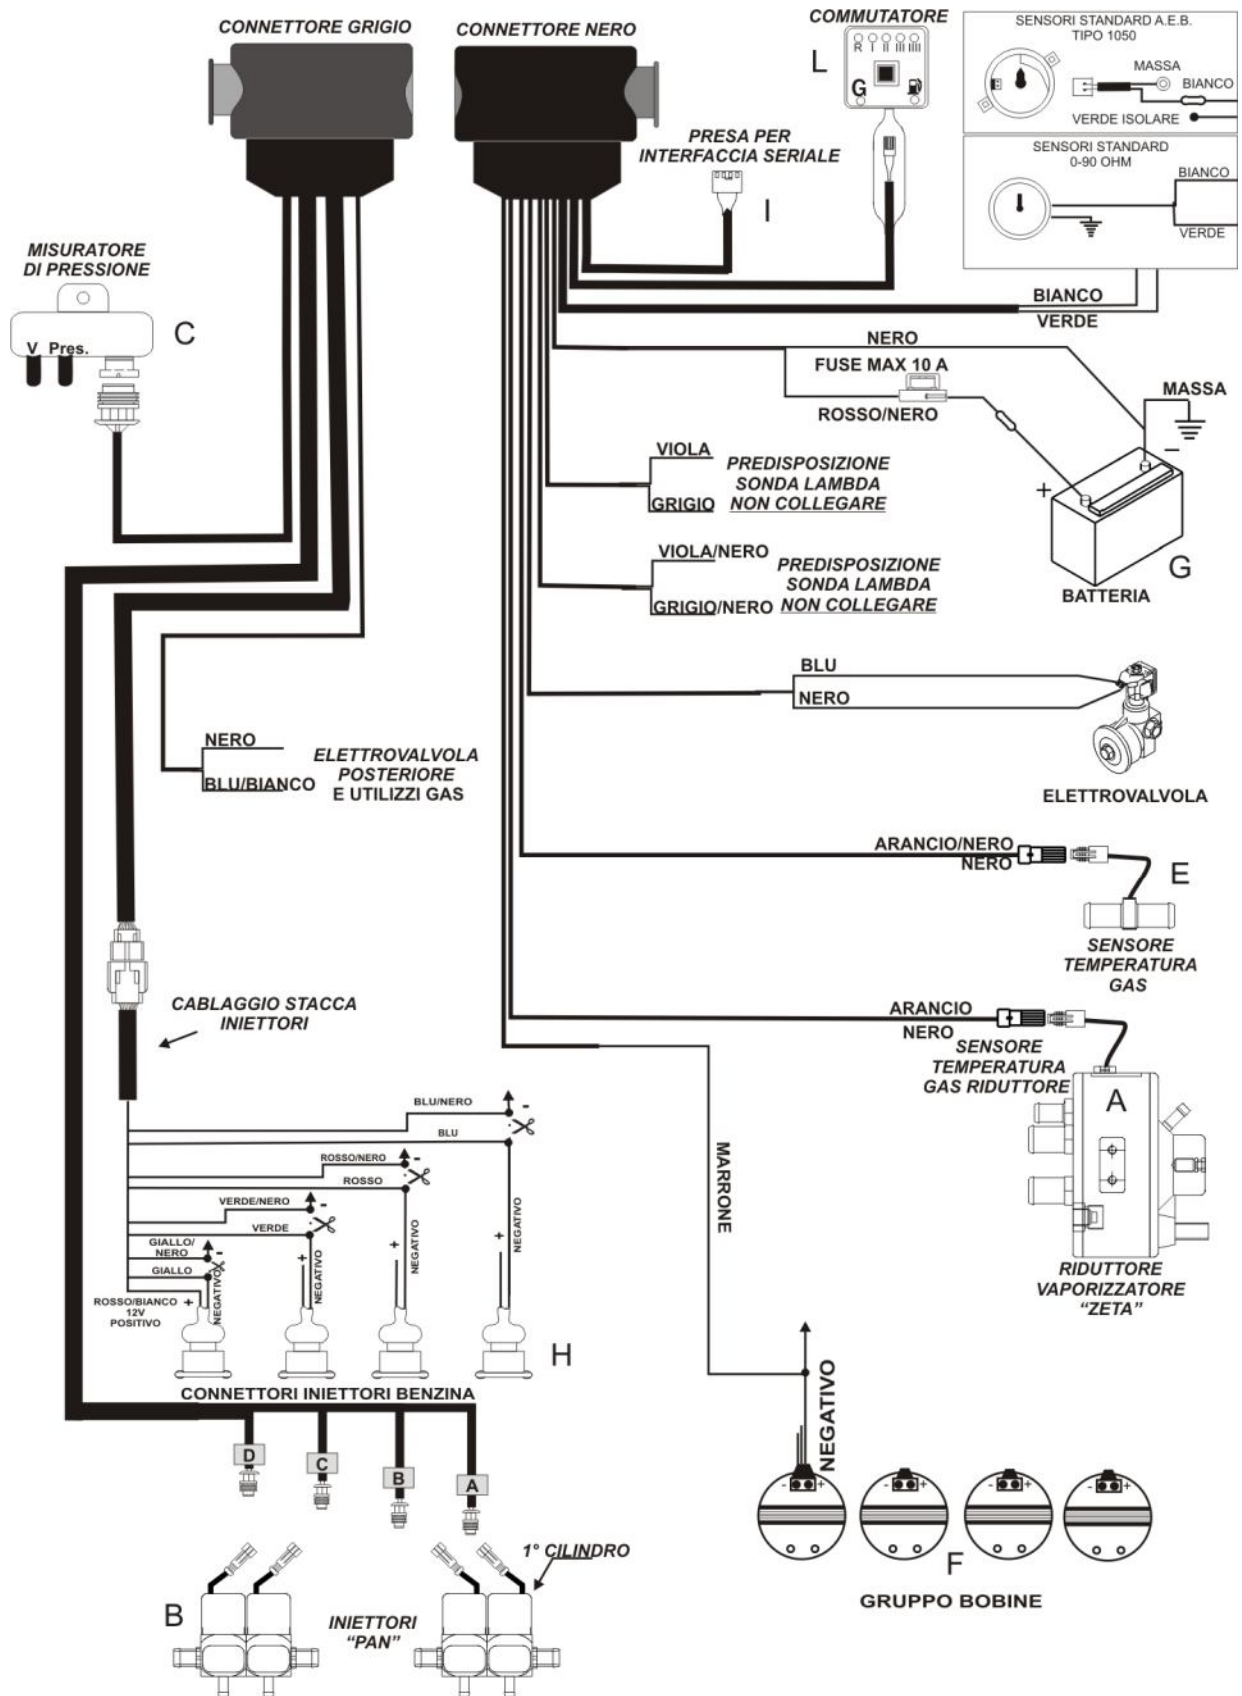 CONNETTORE GRIGIO
CONNETTORE NERO
COMMUTATORE
R I II III IIII
G
L
SENSORI STANDARD A.E.B.
TIPO 1050
MASSA
BIANCO
VERDE ISOLARE
SENSORI STANDARD
0-90 OHM
BIANCO
VERDE
PRESA PER
INTERFACCIA SERIALE
I
MISURATORE
DI PRESSIONE
V Pres.
C
BIANCO
VERDE
NERO
FUSE MAX 10 A
ROSSO/NERO
MASSA
-
+
G
BATTERIA
VIOLA
GRIGIO
PREDISPOSIZIONE
SONDA LAMBDA
NON COLLEGARE
VIOLA/NERO
GRIGIO/NERO
PREDISPOSIZIONE
SONDA LAMBDA
NON COLLEGARE
BLU
NERO
ELETTROVALVOLA
NERO
BLU/BIANCO
ELETTROVALVOLA
POSTERIORE
E UTILIZZI GAS
ARANCIO/NERO
NERO
E
SENSORE
TEMPERATURA
GAS
CABLAGGIO STACCA
INIETTORI
ARANCIO
NERO
SENSORE
TEMPERATURA
GAS RIDUTTORE
A
RIDUTTORE
VAPORIZZATORE
“ZETA”
MARRONE
BLU/NERO
-
BLU
ROSSO/NERO
-
ROSSO
VERDE/NERO
-
VERDE
GIALLO/
NERO
-
GIALLO
ROSSO/BIANCO
12V
POSITIVO
+
NEGATIVO
+
NEGATIVO
+
NEGATIVO
+
NEGATIVO
H
CONNETTORI INIETTORI BENZINA
D
C
B
A
NEGATIVO
- +
- +
- +
- +
F
GRUPPO BOBINE
1° CILINDRO
B
INIETTORI
“PAN”